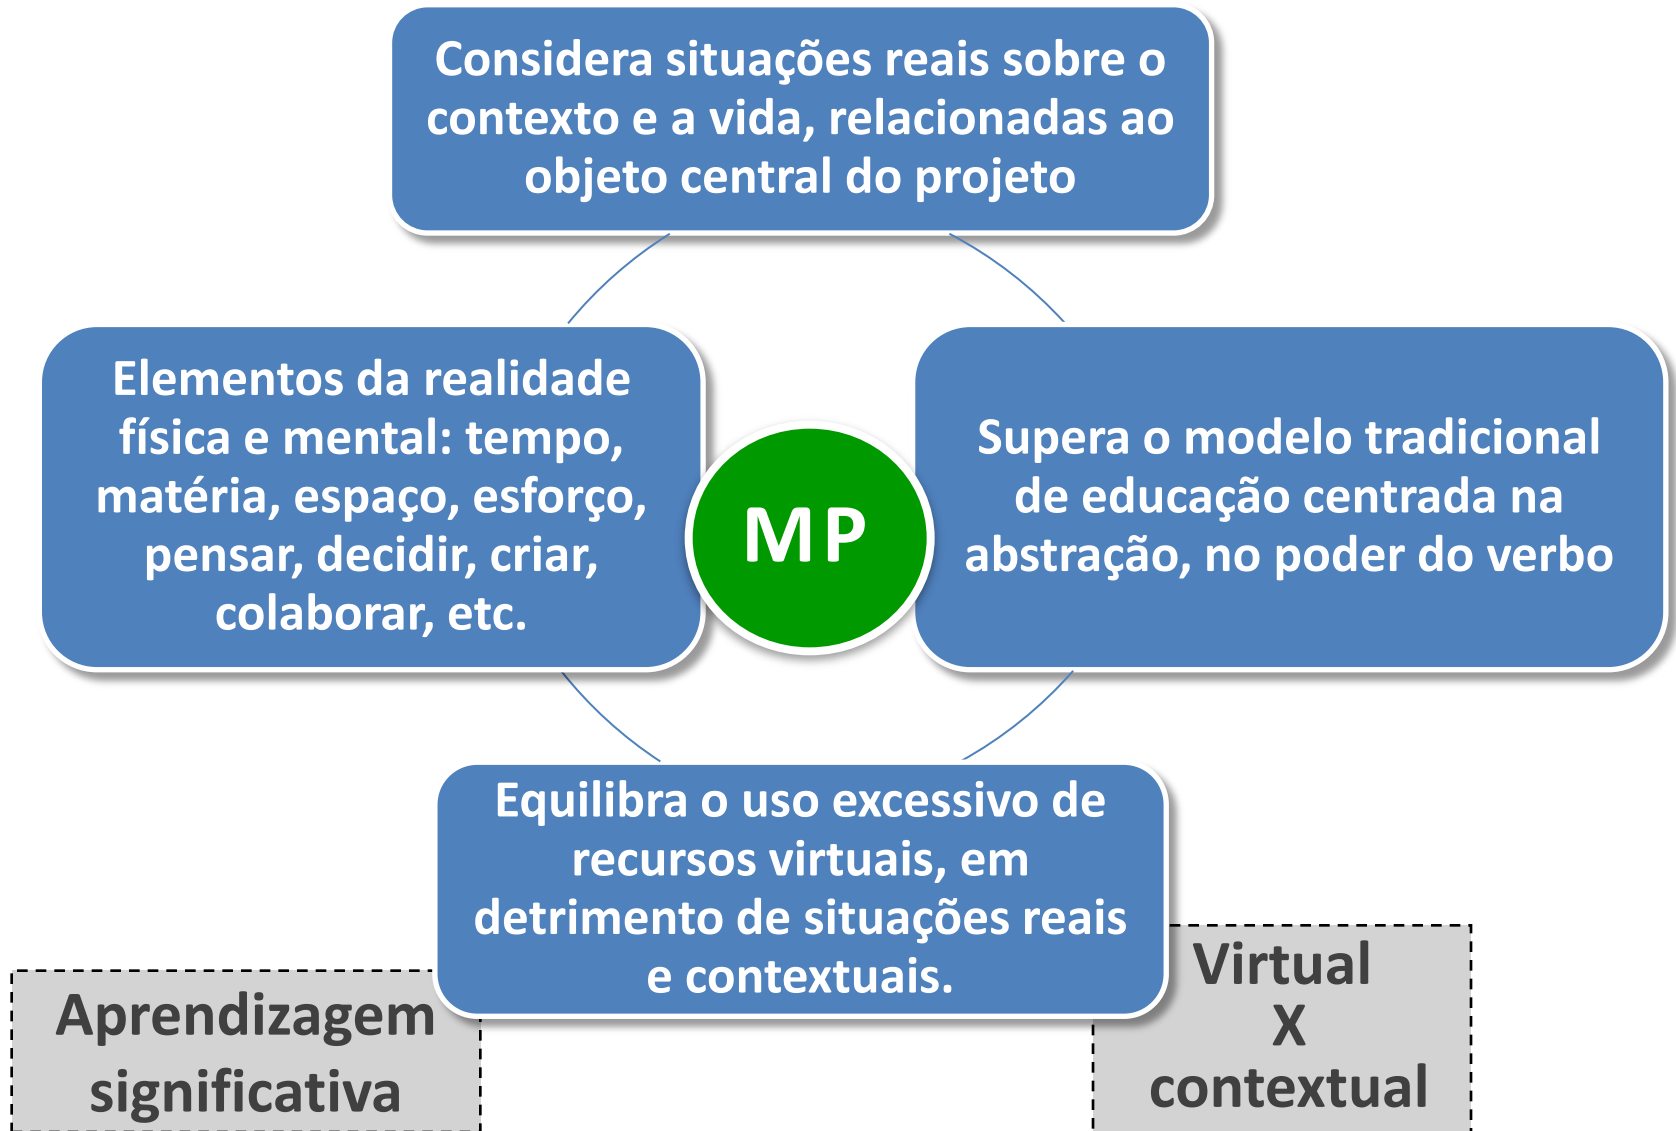 Considera situações reais sobre o
contexto e a vida, relacionadas ao
objeto central do projeto
Elementos da realidade
física e mental: tempo,
matéria, espaço, esforço,
pensar, decidir, criar,
colaborar, etc.
MP
Supera o modelo tradicional
de educação centrada na
abstração, no poder do verbo
Equilibra o uso excessivo de
recursos virtuais, em
detrimento de situações reais
e contextuais.
Aprendizagem
significativa
Virtual
X
contextual